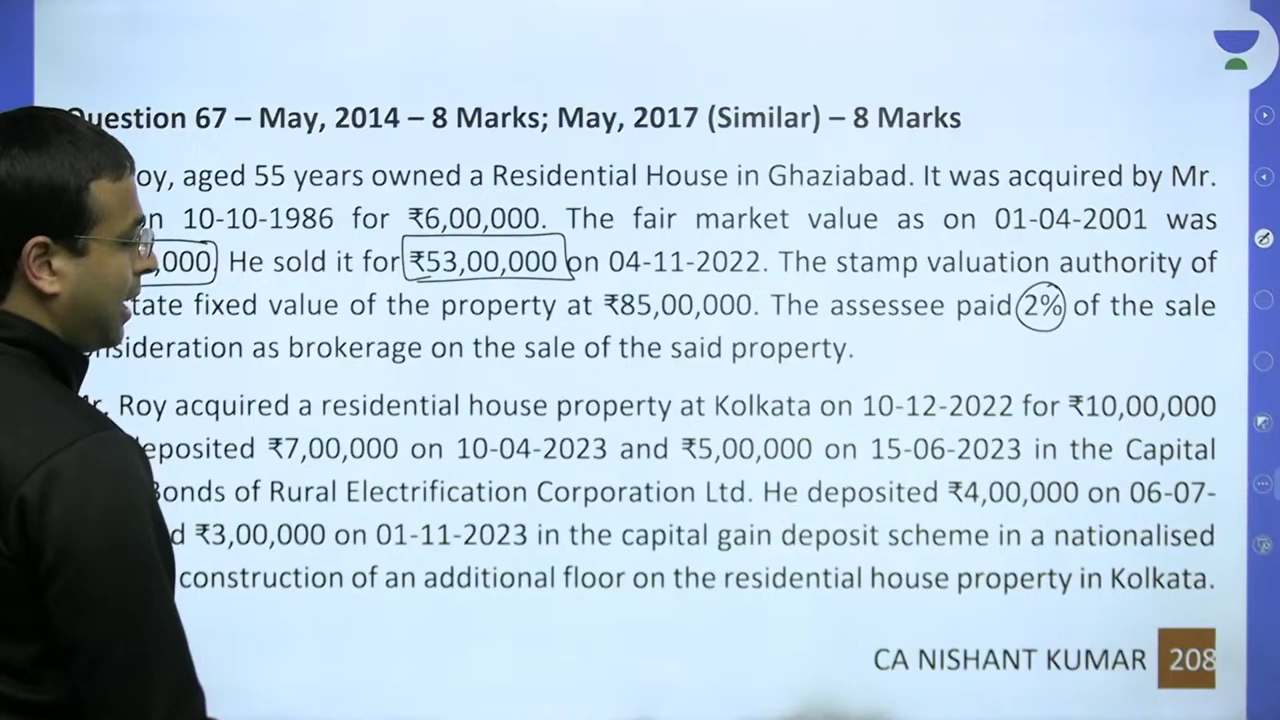 uestion 67 – May, 2014 – 8 Marks; May, 2017 (Similar) – 8 Marks
oy, aged 55 years owned a Residential House in Ghaziabad. It was acquired by Mr.
n 10-10-1986 for ₹6,00,000. The fair market value as on 01-04-2001 was
,000. He sold it for ₹53,00,000 on 04-11-2022. The stamp valuation authority of
tate fixed value of the property at ₹85,00,000. The assessee paid 2% of the sale
nsideration as brokerage on the sale of the said property.
r. Roy acquired a residential house property at Kolkata on 10-12-2022 for ₹10,00,000
eposited ₹7,00,000 on 10-04-2023 and ₹5,00,000 on 15-06-2023 in the Capital
Bonds of Rural Electrification Corporation Ltd. He deposited ₹4,00,000 on 06-07-
d ₹3,00,000 on 01-11-2023 in the capital gain deposit scheme in a nationalised
construction of an additional floor on the residential house property in Kolkata.
CA NISHANT KUMAR 208